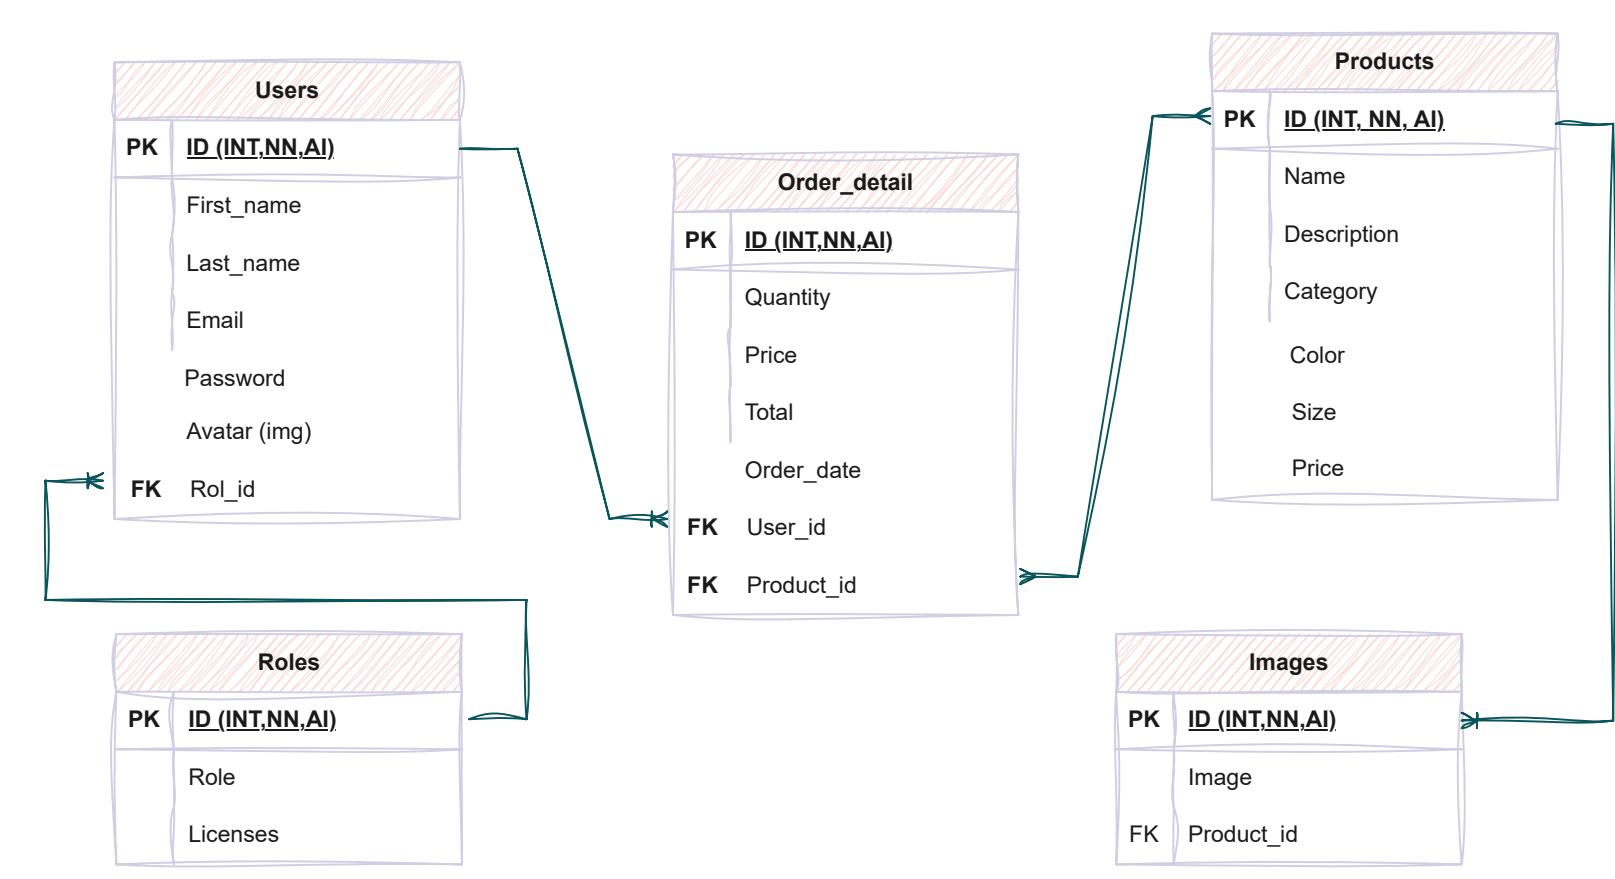 Users
PK ID (INT,NN,AI)
First_name
Last_name
Email
Password
Avatar (img)
FK Rol_id
Roles
PK ID (INT,NN,AI)
Role
Licenses
Order_detail
PK ID (INT,NN,AI)
Quantity
Price
Total
Order_date
FK User_id
FK Product_id
Products
PK ID (INT, NN, AI)
Name
Description
Category
Color
Size
Price
Images
PK ID (INT,NN,AI)
Image
FK Product_id